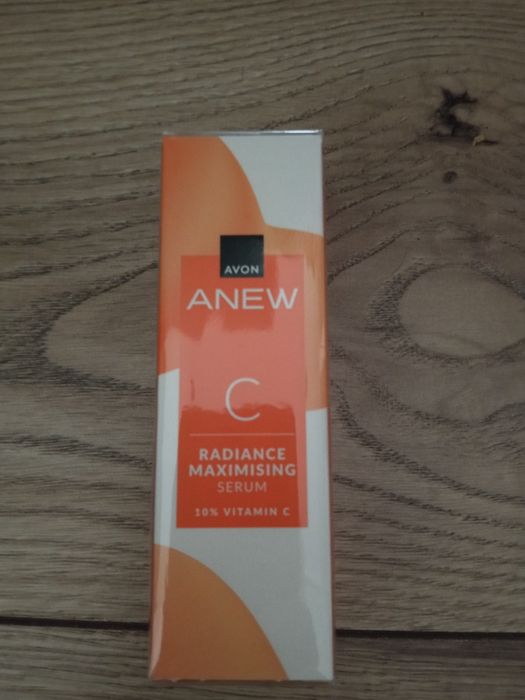 AVON
ANEW
C
RADIANCE
MAXIMISING
SERUM
10% VITAMIN C